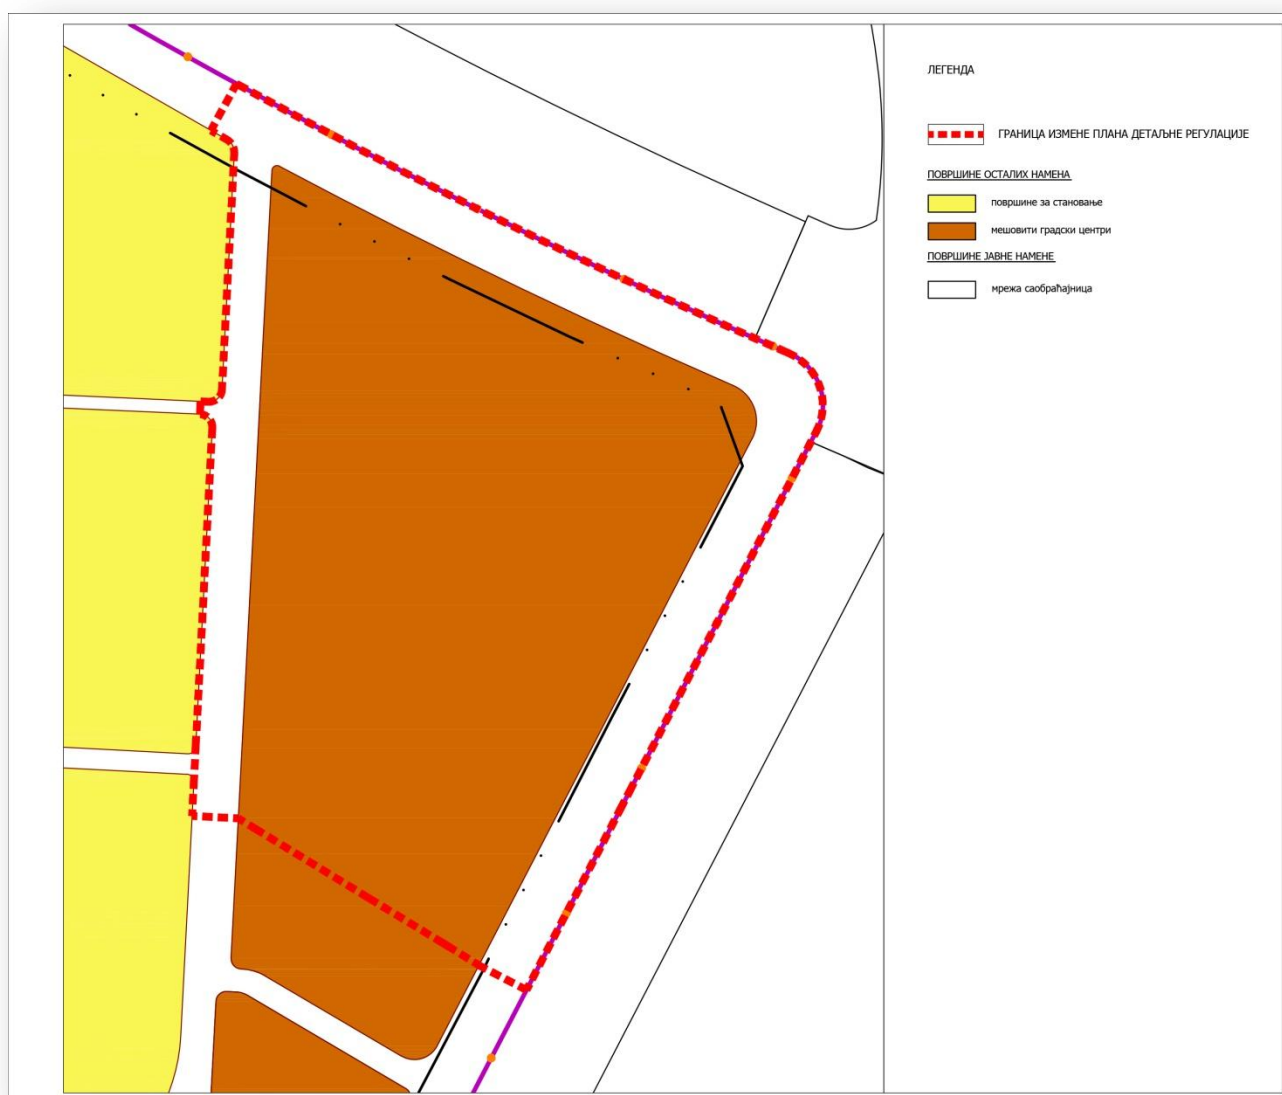 ЛЕГЕНДА
ГРАНИЦА ИЗМЕНЕ ПЛАНА ДЕТАЉНЕ РЕГУЛАЦИЈЕ
ПОВРШИНЕ ОСТАЛИХ НАМЕНА
површине за становање
мешовити градски центри
ПОВРШИНЕ ЈАВНЕ НАМЕНЕ
мрежа саобраћајница